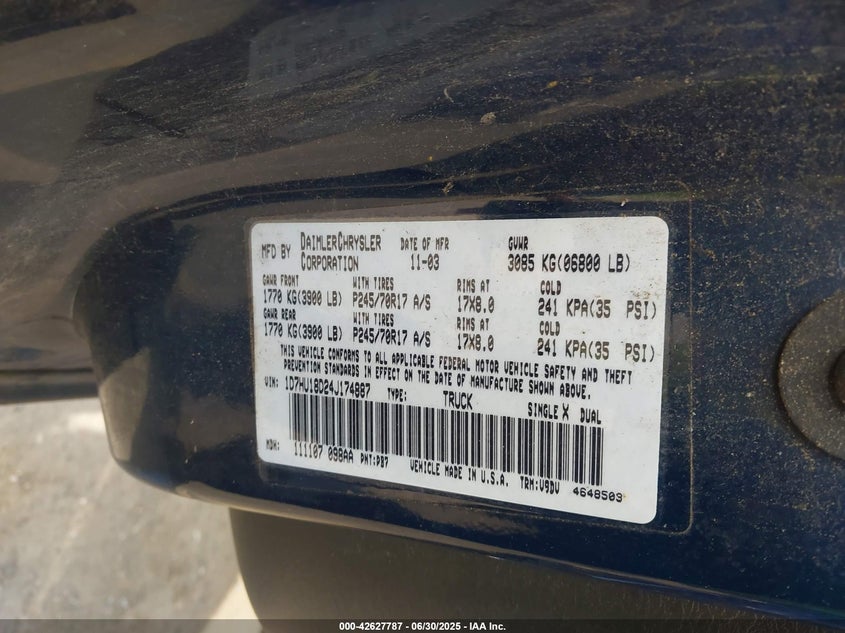 MFD BY DAIMLERCHRYSLER CORPORATION DATE OF MFR 11-03 GVWR 3085 KG(06800 LB)
GAWR FRONT WITH TIRES RIMS AT COLD
1770 KG(3900 LB) P245/70R17 A/S 17X8.0 241 KPA(35 PSI)
GAWR REAR WITH TIRES RIMS AT COLD
1770 KG(3900 LB) P245/70R17 A/S 17X8.0 241 KPA(35 PSI)
THIS VEHICLE CONFORMS TO ALL APPLICABLE FEDERAL MOTOR VEHICLE SAFETY AND THEFT
PREVENTION STANDARDS IN EFFECT ON THE DATE OF MANUFACTURE SHOWN ABOVE.
VIN: 1D7HU18D24J174887 TYPE: TRUCK SINGLE X DUAL
MDH: 111107 098AA PNT:PB7 VEHICLE MADE IN U.S.A. TRM:V9DV 4648503
000-42627787 - 06/30/2025 - IAA Inc.